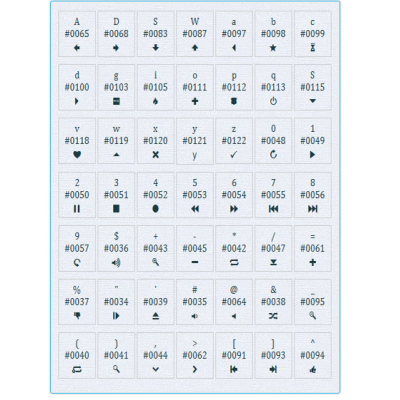 A D S W a b c
#0065 #0068 #0083 #0087 #0097 #0098 #0099
d g i o p q S
#0100 #0103 #0105 #0111 #0112 #0113 #0115
v w x y z 0 1
#0118 #0119 #0120 #0121 #0122 #0048 #0049
y
2 3 4 5 6 7 8
#0050 #0051 #0052 #0053 #0054 #0055 #0056
9 $ + - * / =
#0057 #0036 #0043 #0045 #0042 #0047 #0061
% " ' # @ & _
#0037 #0034 #0039 #0035 #0064 #0038 #0095
( ) , > [ ] ^
#0040 #0041 #0044 #0062 #0091 #0093 #0094